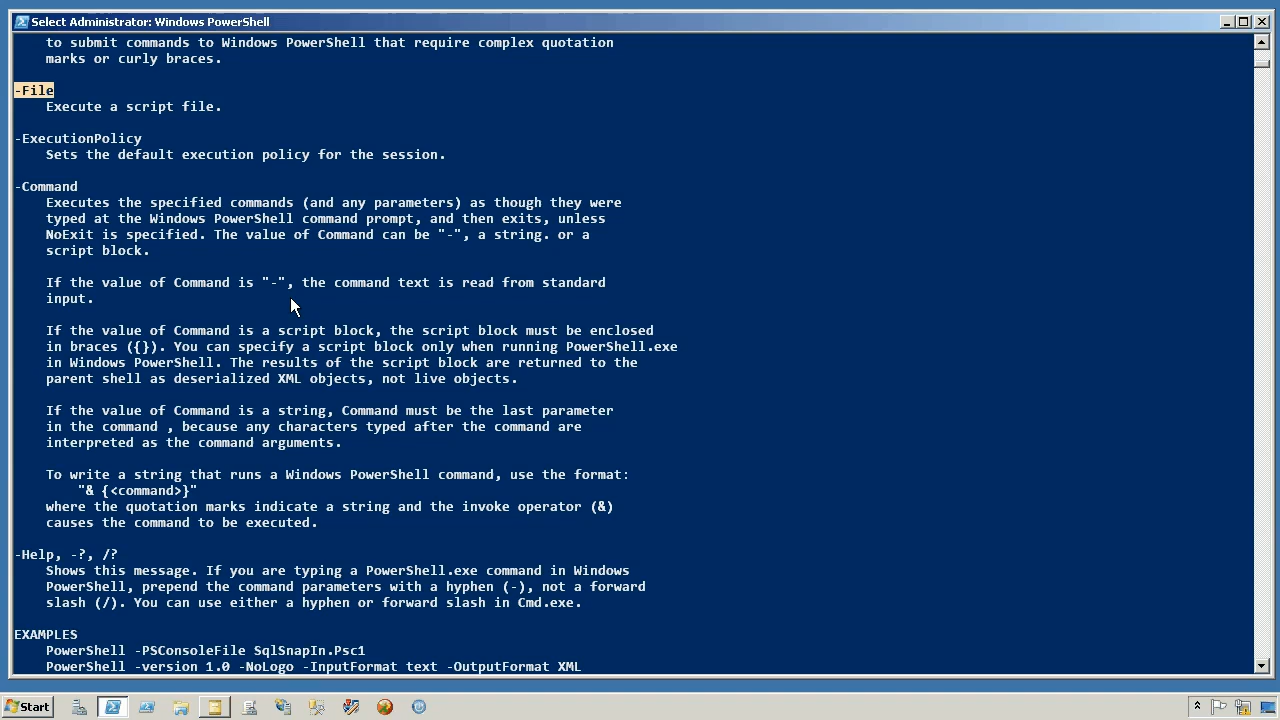 Select Administrator: Windows PowerShell
to submit commands to Windows PowerShell that require complex quotation
marks or curly braces.
-File
Execute a script file.
-ExecutionPolicy
Sets the default execution policy for the session.
-Command
Executes the specified commands (and any parameters) as though they were
typed at the Windows PowerShell command prompt, and then exits, unless
NoExit is specified. The value of Command can be "-", a string. or a
script block.
If the value of Command is "-", the command text is read from standard
input.
If the value of Command is a script block, the script block must be enclosed
in braces ({}). You can specify a script block only when running PowerShell.exe
in Windows PowerShell. The results of the script block are returned to the
parent shell as deserialized XML objects, not live objects.
If the value of Command is a string, Command must be the last parameter
in the command , because any characters typed after the command are
interpreted as the command arguments.
To write a string that runs a Windows PowerShell command, use the format:
"& {<command>}"
where the quotation marks indicate a string and the invoke operator (&)
causes the command to be executed.
-Help, -?, /?
Shows this message. If you are typing a PowerShell.exe command in Windows
PowerShell, prepend the command parameters with a hyphen (-), not a forward
slash (/). You can use either a hyphen or forward slash in Cmd.exe.
EXAMPLES
PowerShell -PSConsoleFile SqlSnapIn.Psc1
PowerShell -version 1.0 -NoLogo -InputFormat text -OutputFormat XML
Start